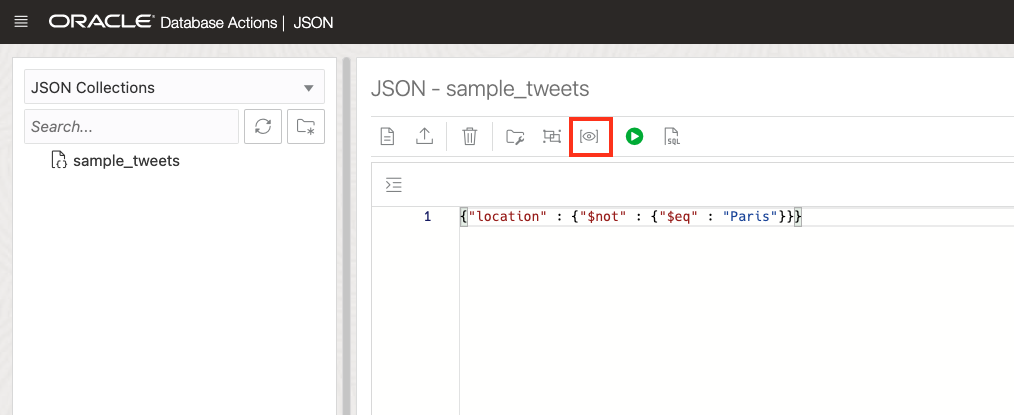 ORACLE Database Actions | JSON
JSON Collections
Search...
sample_tweets
JSON - sample_tweets
SQL
1 {"location" : {"$not" : {"$eq" : "Paris"}}}